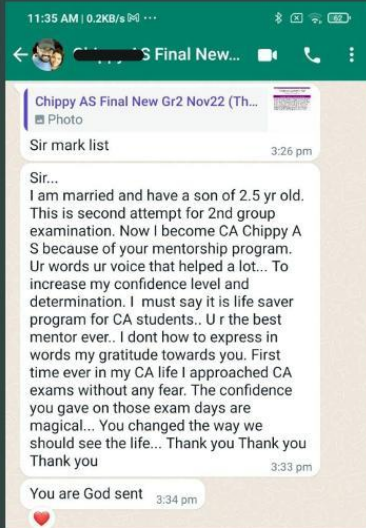 11:35 AM | 0.2KB/s ...
62
S Final New...
Chippy AS Final New Gr2 Nov22 (Th...
Photo
Sir mark list
3:26 pm
Sir...
I am married and have a son of 2.5 yr old.
This is second attempt for 2nd group
examination. Now I become CA Chippy A
S because of your mentorship program.
Ur words ur voice that helped a lot... To
increase my confidence level and
determination. I must say it is life saver
program for CA students.. U r the best
mentor ever.. I dont how to express in
words my gratitude towards you. First
time ever in my CA life I approached CA
exams without any fear. The confidence
you gave on those exam days are
magical... You changed the way we
should see the life... Thank you Thank you
Thank you
3:33 pm
You are God sent
3:34 pm